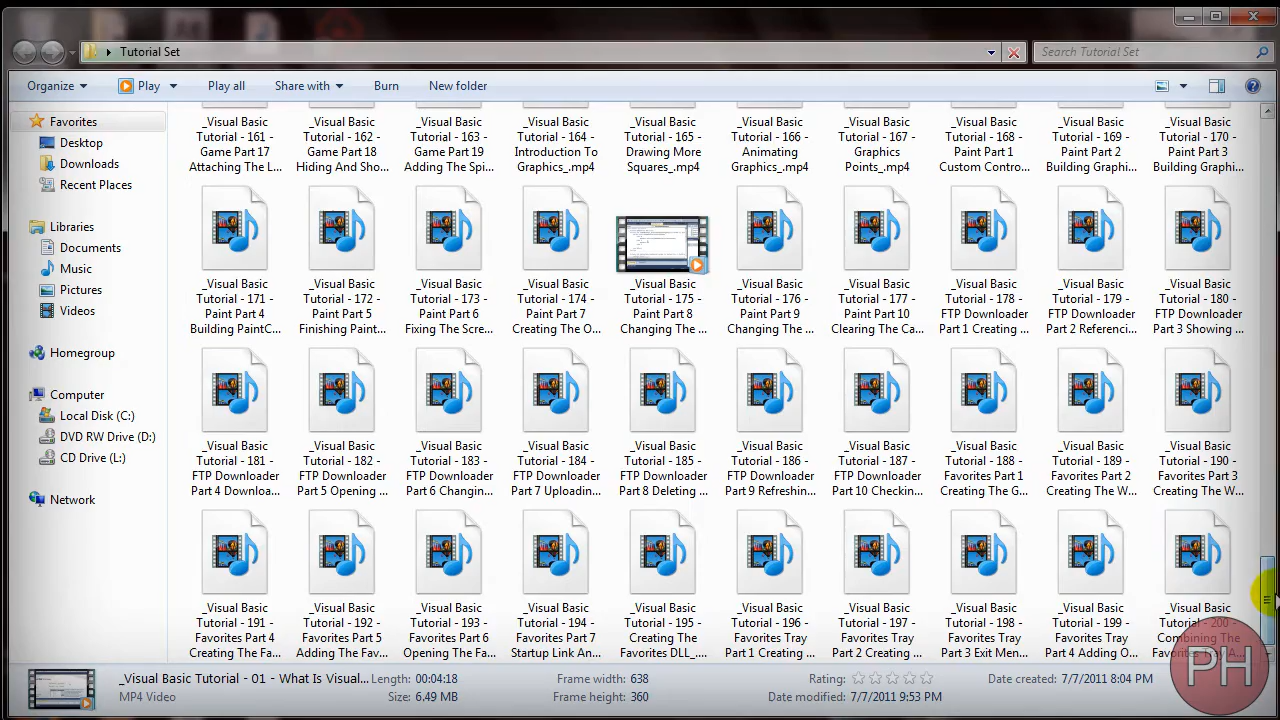 Tutorial Set
Search Tutorial Set
Organize Play Play all Share with Burn New folder
Favorites
Desktop
Downloads
Recent Places
Libraries
Documents
Music
Pictures
Videos
Homegroup
Computer
Local Disk (C:)
DVD RW Drive (D:)
CD Drive (L:)
Network
_Visual Basic _Visual Basic _Visual Basic _Visual Basic _Visual Basic _Visual Basic _Visual Basic _Visual Basic _Visual Basic _Visual Basic
Tutorial - 161 - Tutorial - 162 - Tutorial - 163- Tutorial - 164 - Tutorial - 165 - Tutorial - 166 - Tutorial - 167 - Tutorial - 168 - Tutorial - 169 - Tutorial - 170 -
Game Part 17 Game Part 18 Game Part 19 Introduction To Drawing More Animating Graphics Paint Part 1 Paint Part 2 Paint Part 3
Attaching The L... Hiding And Sho... Adding The Spi... Graphics_.mp4 Squares_.mp4 Graphics_.mp4 Points_.mp4 Custom Contro... Building Graphi... Building Graphi...
_Visual Basic _Visual Basic _Visual Basic _Visual Basic _Visual Basic _Visual Basic _Visual Basic _Visual Basic _Visual Basic _Visual Basic
Tutorial - 171 - Tutorial - 172 - Tutorial - 173 - Tutorial - 174 - Tutorial - 175 - Tutorial - 176 - Tutorial - 177 - Tutorial - 178 - Tutorial - 179 - Tutorial - 180 -
Paint Part 4 Paint Part 5 Paint Part 6 Paint Part 7 Paint Part 8 Paint Part 9 Paint Part 10 FTP Downloader FTP Downloader FTP Downloader
Building PaintC... Finishing Paint... Fixing The Scre... Creating The O... Changing The ... Changing The ... Clearing The Ca... Part 1 Creating ... Part 2 Referenci... Part 3 Showing ...
_Visual Basic _Visual Basic _Visual Basic _Visual Basic _Visual Basic _Visual Basic _Visual Basic _Visual Basic _Visual Basic _Visual Basic
Tutorial - 181 - Tutorial - 182 - Tutorial - 183 - Tutorial - 184 - Tutorial - 185 - Tutorial - 186 - Tutorial - 187 - Tutorial - 188 - Tutorial - 189 - Tutorial - 190 -
FTP Downloader FTP Downloader FTP Downloader FTP Downloader FTP Downloader FTP Downloader FTP Downloader Favorites Part 1 Favorites Part 2 Favorites Part 3
Part 4 Downloa... Part 5 Opening ... Part 6 Changin... Part 7 Uploadin... Part 8 Deleting ... Part 9 Refreshin... Part 10 Checkin... Creating The G... Creating The W... Creating The W...
_Visual Basic _Visual Basic _Visual Basic _Visual Basic _Visual Basic _Visual Basic _Visual Basic _Visual Basic _Visual Basic _Visual Basic
Tutorial - 191 - Tutorial - 192 - Tutorial - 193 - Tutorial - 194 - Tutorial - 195 - Tutorial - 196 - Tutorial - 197 - Tutorial - 198 - Tutorial - 199 - Tutorial - 200 -
Favorites Part 4 Favorites Part 5 Favorites Part 6 Favorites Part 7 Creating The Favorites Tray Favorites Tray Favorites Tray Favorites Tray Combining The
Creating The Fa... Adding The Fav... Opening The Fa... Startup Link An... Favorites DLL_... Part 1 Creating ... Part 2 Creating ... Part 3 Exit Men... Part 4 Adding O... Favorites Tray A...
_Visual Basic Tutorial - 01 - What Is Visual... Length: 00:04:18 Frame width: 638 Rating: Date created: 7/7/2011 8:04 PM
MP4 Video Size: 6.49 MB Frame height: 360 Date modified: 7/7/2011 9:53 PM
PH